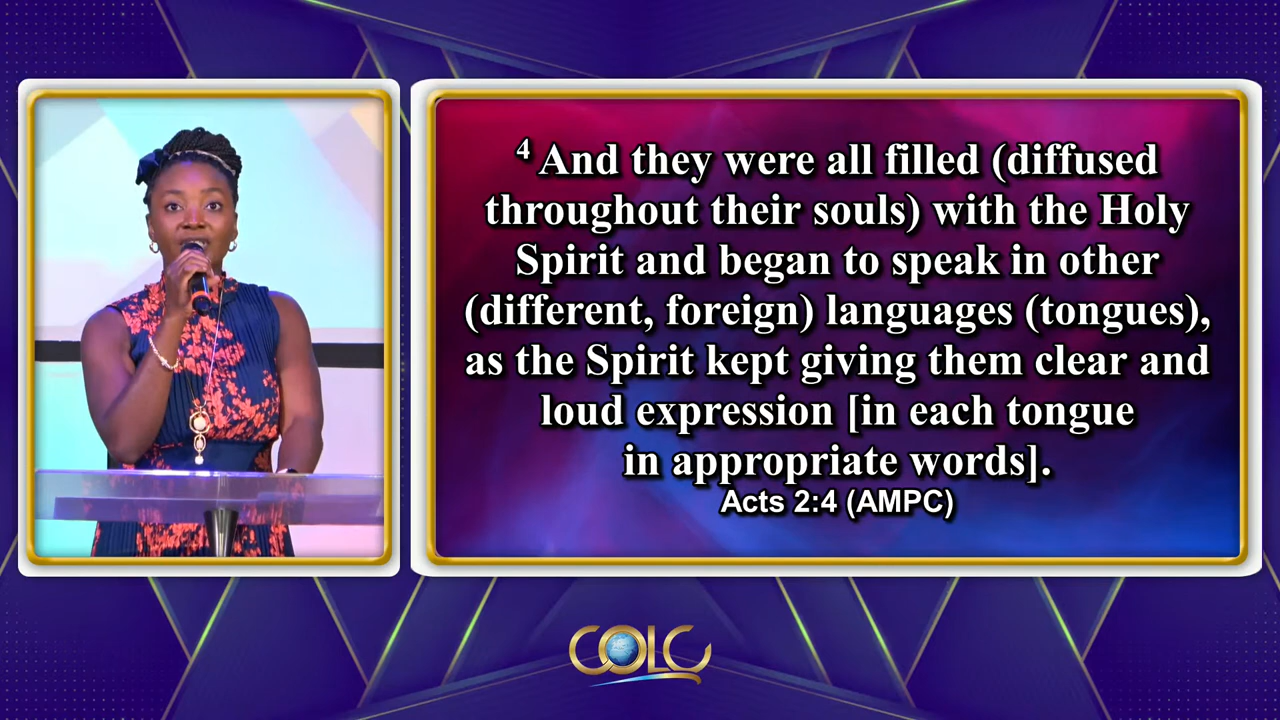 4 And they were all filled (diffused
throughout their souls) with the Holy
Spirit and began to speak in other
(different, foreign) languages (tongues),
as the Spirit kept giving them clear and
loud expression [in each tongue
in appropriate words].
Acts 2:4 (AMPC)
COLC